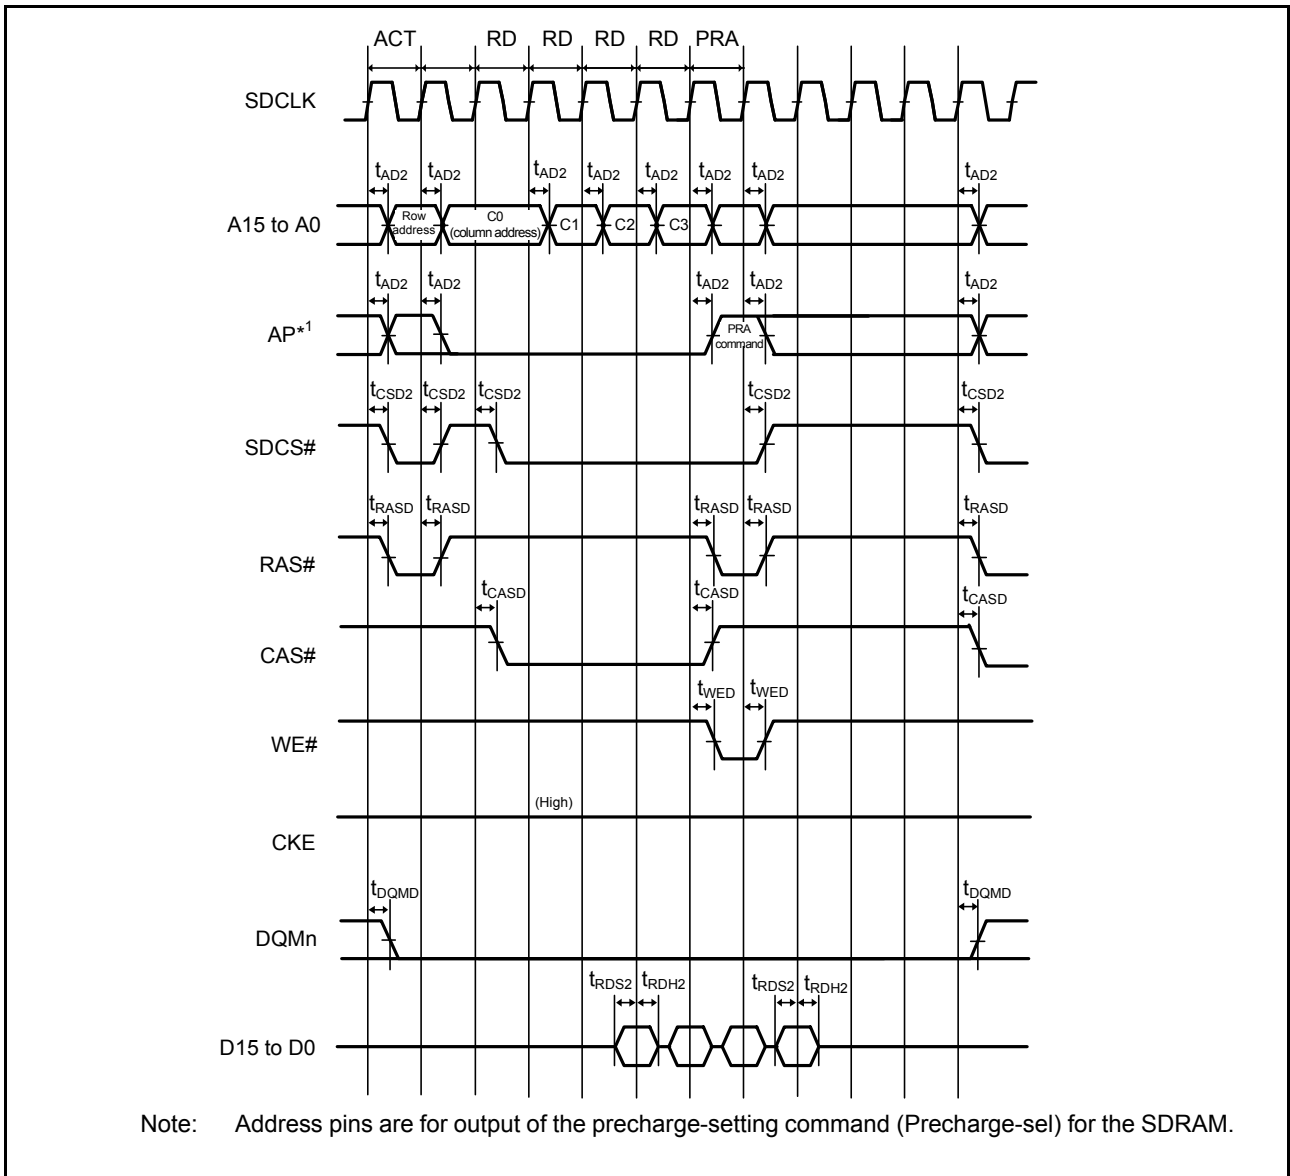 ACT RD RD RD RD PRA
SDCLK
tAD2 tAD2 tAD2 tAD2 tAD2 tAD2 tAD2 tAD2
A15 to A0
Row address
C0 (column address)
C1 C2 C3
tAD2 tAD2 tAD2 tAD2 tAD2
AP*1
PRA command
tCSD2 tCSD2 tCSD2 tCSD2 tCSD2
SDCS#
tRASD tRASD tRASD tRASD tRASD
RAS#
tCASD tCASD tCASD
CAS#
tWED tWED
WE#
(High)
CKE
tDQMD tDQMD
DQMn
tRDS2 tRDH2 tRDS2 tRDH2
D15 to D0
Note: Address pins are for output of the precharge-setting command (Precharge-sel) for the SDRAM.